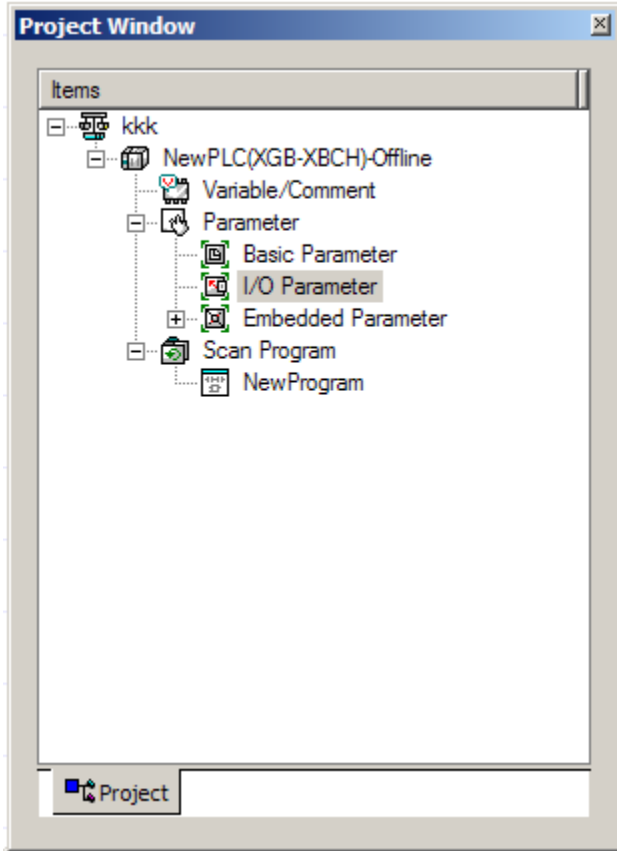 Project Window
Items
kkk
NewPLC(XGB-XBCH)-Offline
Variable/Comment
Parameter
Basic Parameter
I/O Parameter
Embedded Parameter
Scan Program
NewProgram
Project